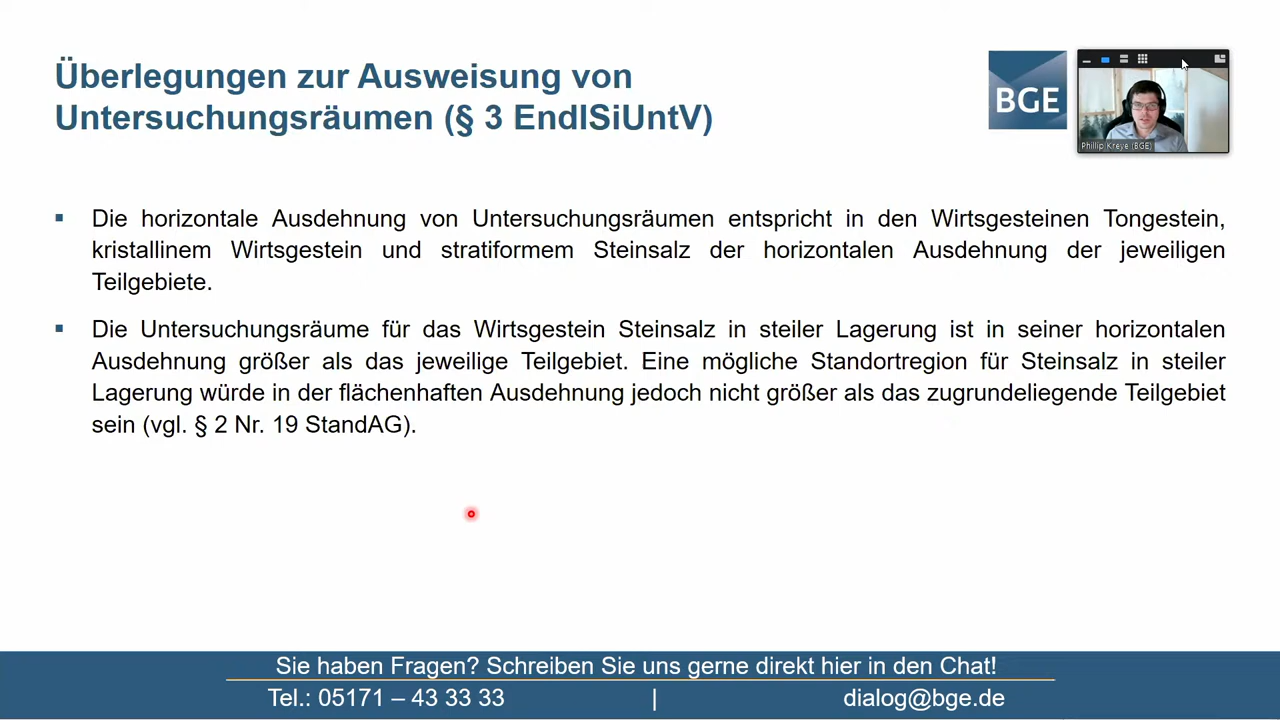 Überlegungen zur Ausweisung von
Untersuchungsräumen (§ 3 EndlSiUntV)
BGE
Phillip Kreye (BGE)
▪ Die horizontale Ausdehnung von Untersuchungsräumen entspricht in den Wirtsgesteinen Tongestein,
kristallinem Wirtsgestein und stratiformem Steinsalz der horizontalen Ausdehnung der jeweiligen
Teilgebiete.
▪ Die Untersuchungsräume für das Wirtsgestein Steinsalz in steiler Lagerung ist in seiner horizontalen
Ausdehnung größer als das jeweilige Teilgebiet. Eine mögliche Standortregion für Steinsalz in steiler
Lagerung würde in der flächenhaften Ausdehnung jedoch nicht größer als das zugrundeliegende Teilgebiet
sein (vgl. § 2 Nr. 19 StandAG).
Sie haben Fragen? Schreiben Sie uns gerne direkt hier in den Chat!
Tel.: 05171 – 43 33 33 | dialog@bge.de